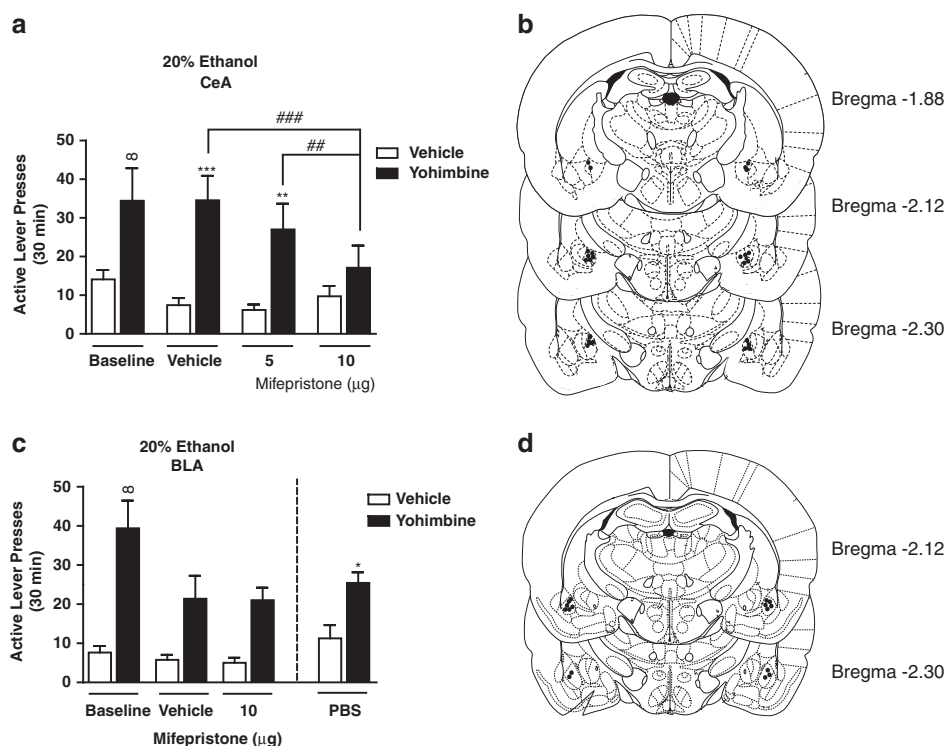 a
20% Ethanol
CeA
Active Lever Presses
(30 min)
50
40
30
20
10
0
∞
***
**
###
##
Vehicle
Yohimbine
Baseline
Vehicle
5
10
Mifepristone (μg)
b
Bregma -1.88
Bregma -2.12
Bregma -2.30
c
20% Ethanol
BLA
Active Lever Presses
(30 min)
50
40
30
20
10
0
∞
*
Vehicle
Yohimbine
Baseline
Vehicle
10
PBS
Mifepristone (μg)
d
Bregma -2.12
Bregma -2.30